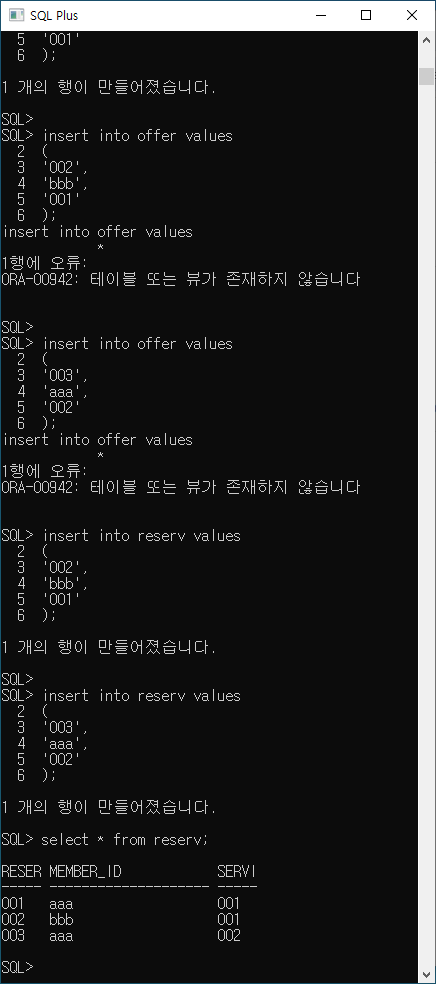 SQL Plus
5 '001'
6 );
1 개의 행이 만들어졌습니다.
SQL>
SQL> insert into offer values
2 (
3 '002',
4 'bbb',
5 '001'
6 );
insert into offer values
*
1행에 오류:
ORA-00942: 테이블 또는 뷰가 존재하지 않습니다
SQL>
SQL> insert into offer values
2 (
3 '003',
4 'aaa',
5 '002'
6 );
insert into offer values
*
1행에 오류:
ORA-00942: 테이블 또는 뷰가 존재하지 않습니다
SQL> insert into reserv values
2 (
3 '002',
4 'bbb',
5 '001'
6 );
1 개의 행이 만들어졌습니다.
SQL>
SQL> insert into reserv values
2 (
3 '003',
4 'aaa',
5 '002'
6 );
1 개의 행이 만들어졌습니다.
SQL> select * from reserv;
RESER MEMBER_ID SERVI
----- -------------------- -----
001 aaa 001
002 bbb 001
003 aaa 002
SQL>